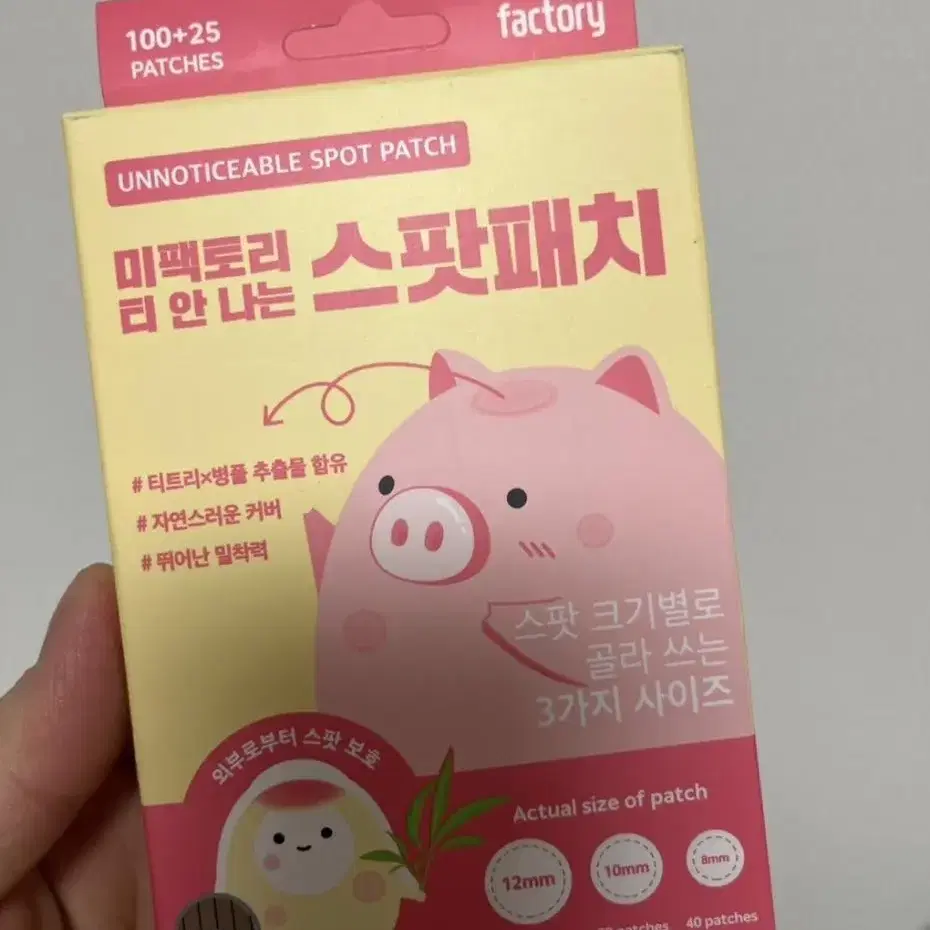 100+25
PATCHES
factory
UNNOTICEABLE SPOT PATCH
미팩토리
티 안 나는
스팟패치
# 티트리×병풀 추출물 함유
# 자연스러운 커버
# 뛰어난 밀착력
스팟 크기별로
골라 쓰는
3가지 사이즈
외부로부터 스팟 보호
Actual size of patch
12mm
10mm
8mm
patches
40 patches